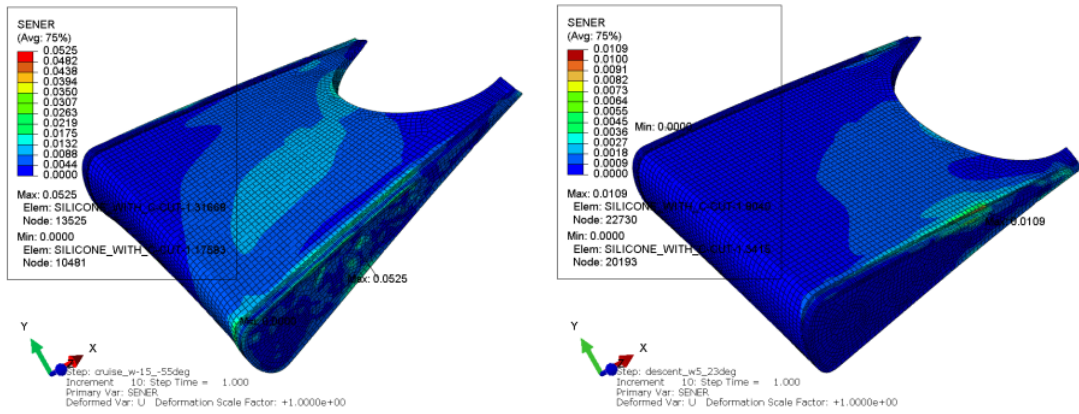 SENER
(Avg: 75%)
0.0525
0.0482
0.0438
0.0394
0.0350
0.0307
0.0263
0.0219
0.0175
0.0132
0.0088
0.0044
0.0000
Max: 0.0525
Node: 13525
Min: 0.0000
Node: 10481
Max: 0.0525
Y
X
Step: cruise_w-15_-55deg
Increment 10: Step Time = 1.000
Primary Var: SENER
Deformed Var: U Deformation Scale Factor: +1.0000e+00
SENER
(Avg: 75%)
0.0109
0.0100
0.0091
0.0082
0.0073
0.0064
0.0055
0.0045
0.0036
0.0027
0.0018
0.0009
0.0000
Max: 0.0109
Node: 22730
Min: 0.0000
Node: 20193
Min: 0.0000
Max: 0.0109
Y
X
Step: descent_w5_23deg
Increment 10: Step Time = 1.000
Primary Var: SENER
Deformed Var: U Deformation Scale Factor: +1.0000e+00